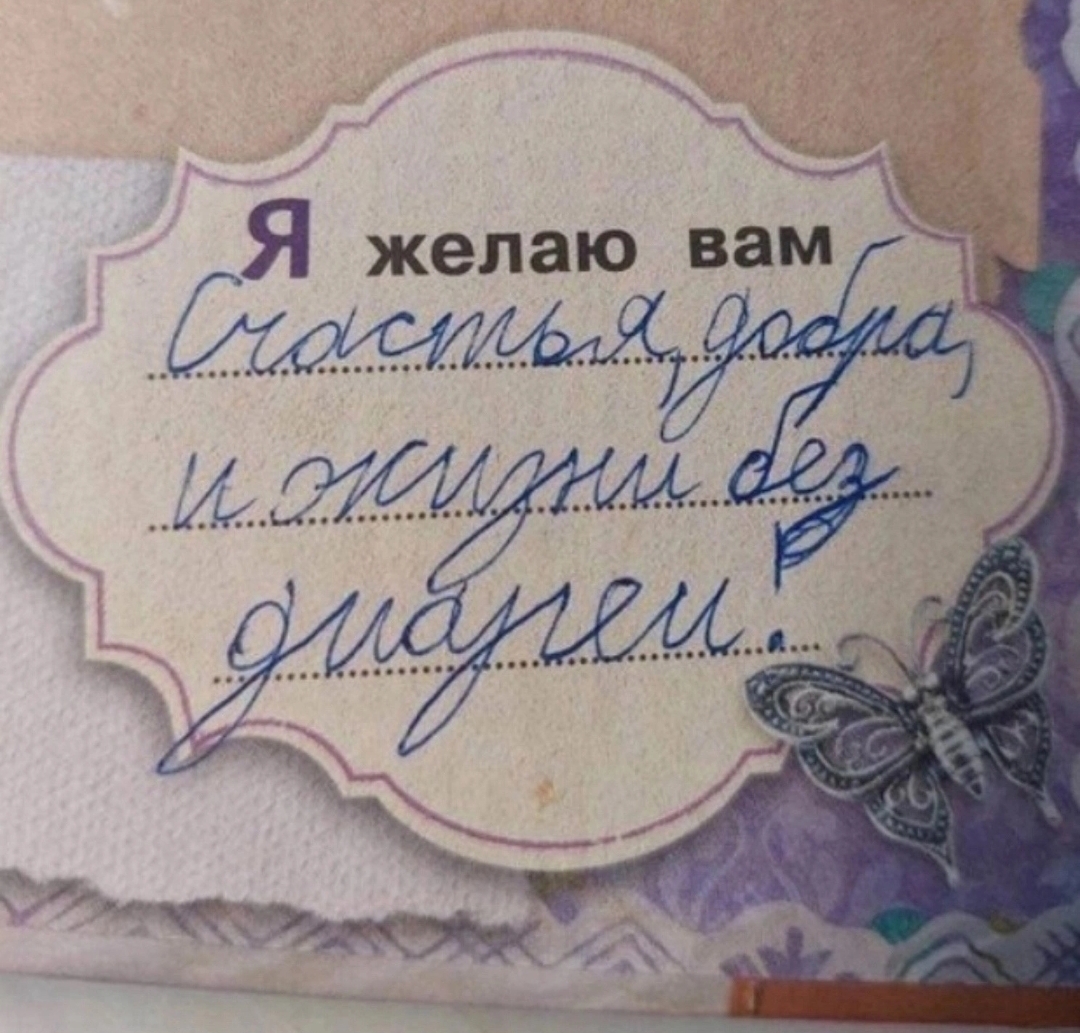 Я желаю вам
Счастья, добра,
и жизни без
диареи!